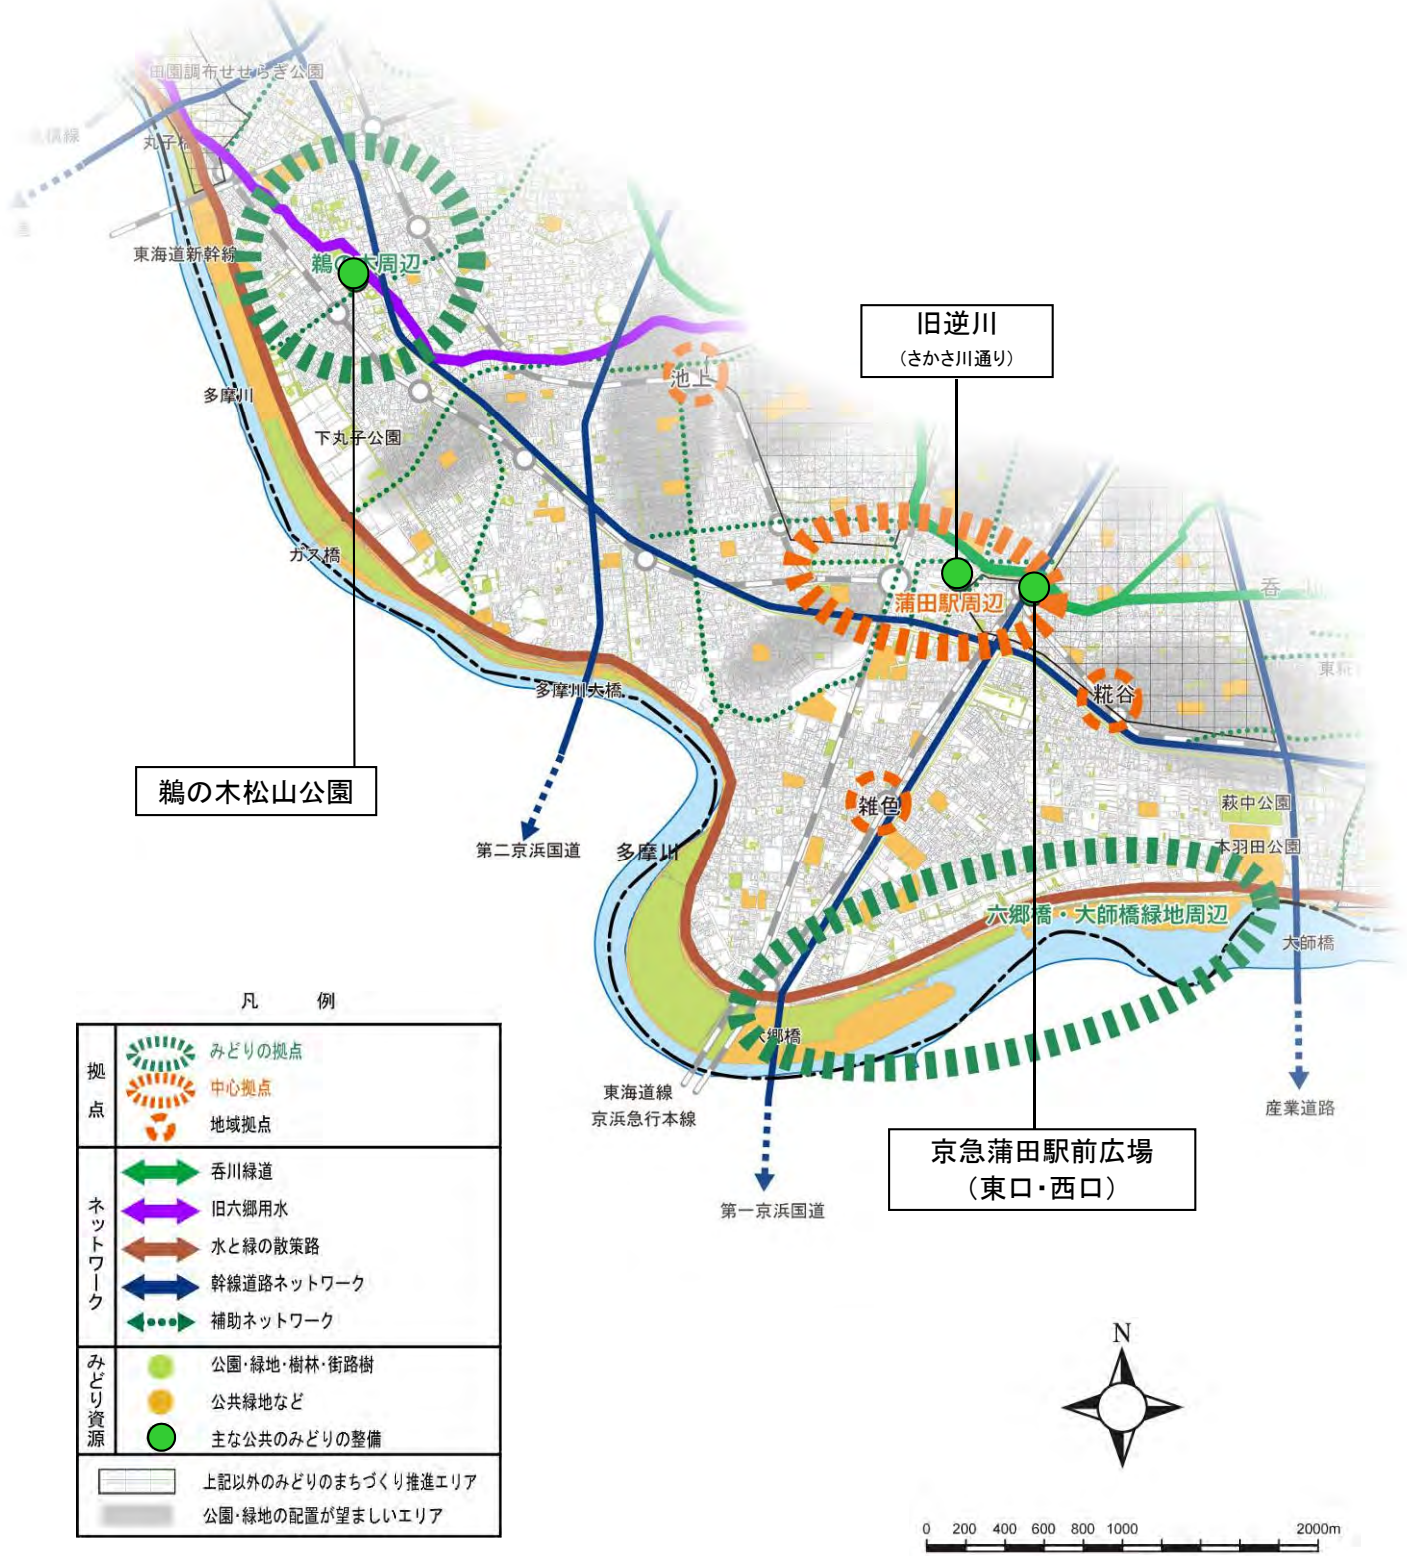 田園調布せせらぎ公園
丸子橋
東海道新幹線
鵜の木周辺
旧逆川
(さかさ川通り)
池上
多摩川
下丸子公園
ガス橋
蒲田駅周辺
呑川
東糀
糀谷
多摩川大橋
鵜の木松山公園
雑色
萩中公園
本羽田公園
第二京浜国道
多摩川
六郷橋・大師橋緑地周辺
大師橋
六郷橋
東海道線
京浜急行本線
産業道路
京急蒲田駅前広場
(東口・西口)
第一京浜国道
凡 例
拠点
みどりの拠点
中心拠点
地域拠点
ネットワーク
呑川緑道
旧六郷用水
水と緑の散策路
幹線道路ネットワーク
補助ネットワーク
みどり資源
公園・緑地・樹林・街路樹
公共緑地など
主な公共のみどりの整備
上記以外のみどりのまちづくり推進エリア
公園・緑地の配置が望ましいエリア
N
0 200 400 600 800 1000 2000m